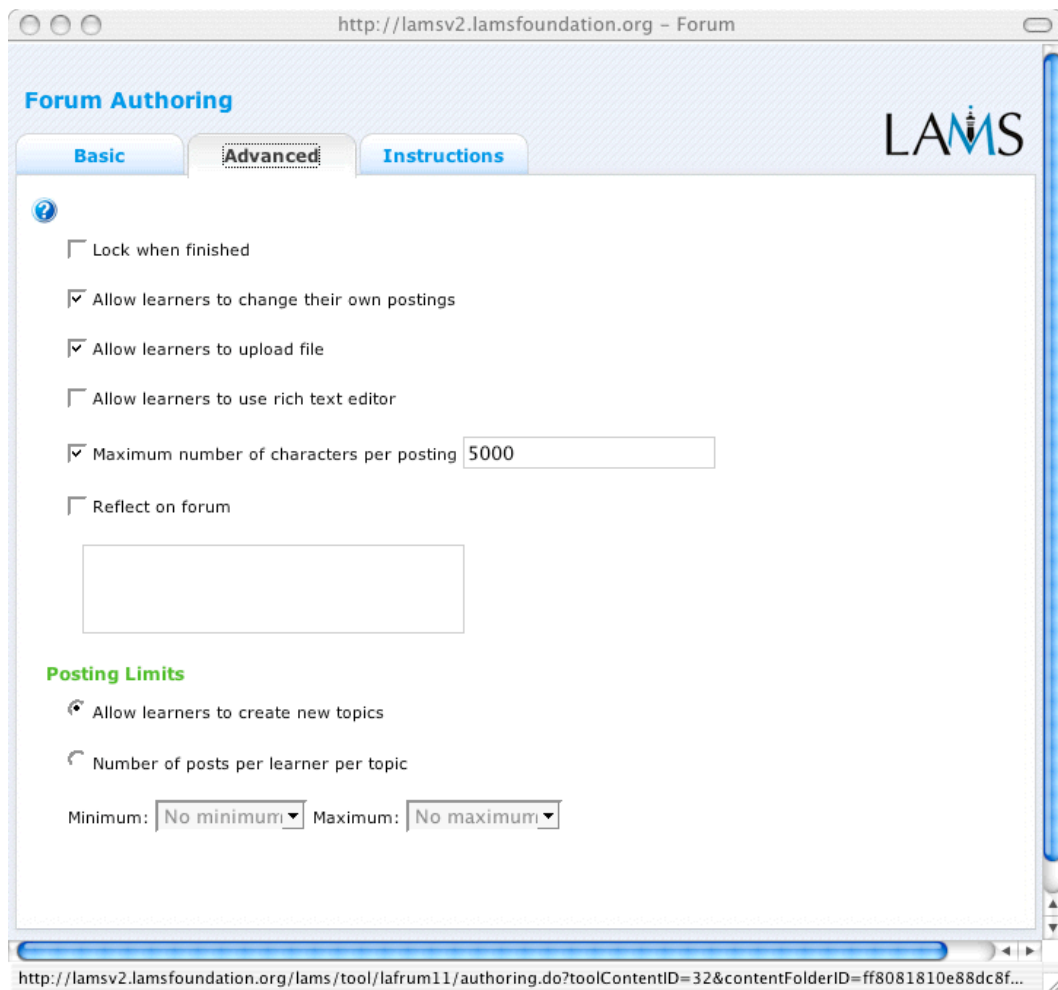 http://lamsv2.lamsfoundation.org – Forum
Forum Authoring
LAMS
Basic Advanced Instructions
?
Lock when finished
Allow learners to change their own postings
Allow learners to upload file
Allow learners to use rich text editor
Maximum number of characters per posting 5000
Reflect on forum
Posting Limits
Allow learners to create new topics
Number of posts per learner per topic
Minimum: No minimum Maximum: No maximum
http://lamsv2.lamsfoundation.org/lams/tool/lafrum11/authoring.do?toolContentID=32&contentFolderID=ff8081810e88dc8f...